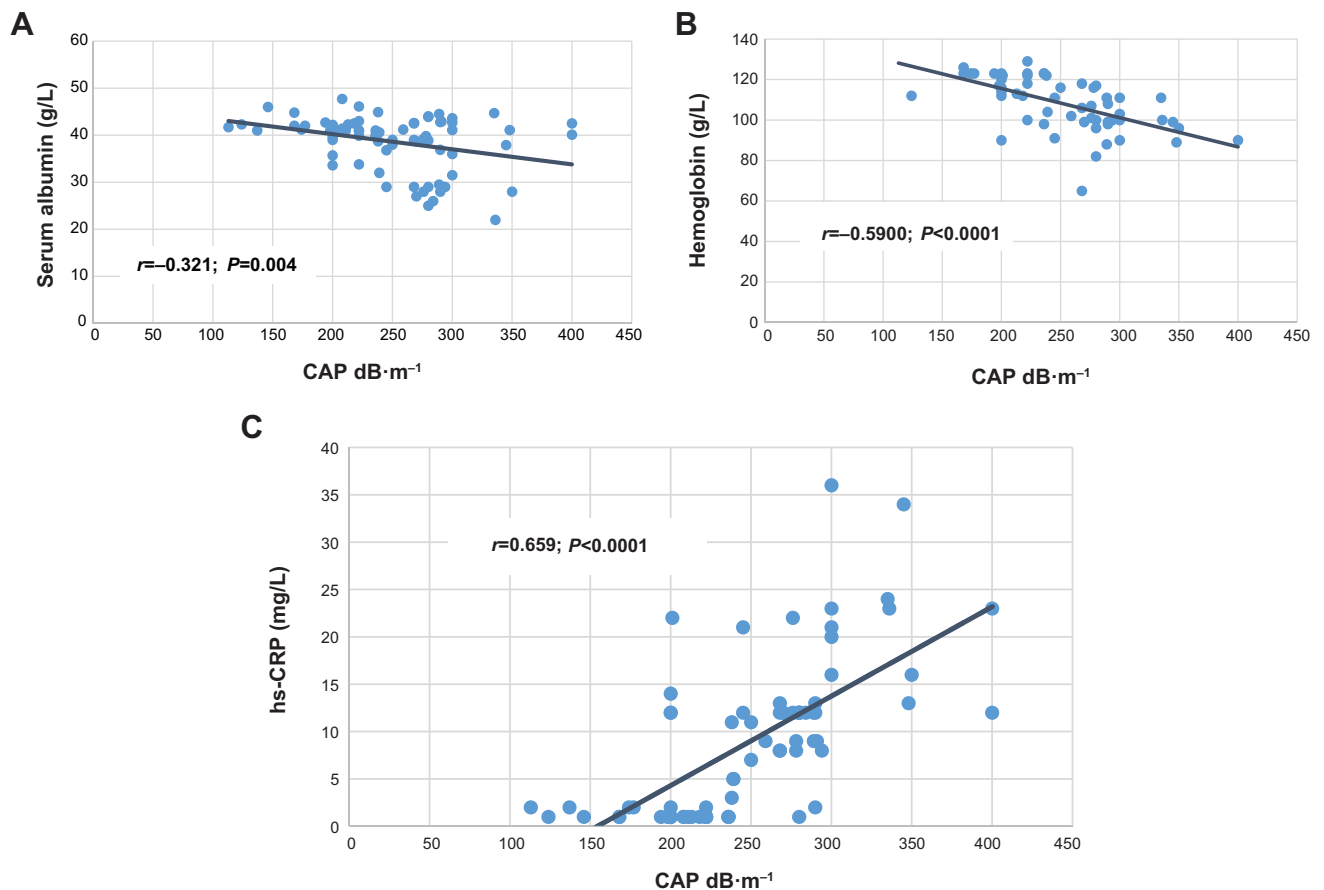 A
60
50
40
30
20
10
0
Serum albumin (g/L)
r=–0.321; P=0.004
0 50 100 150 200 250 300 350 400 450
CAP dB·m⁻¹
B
140
120
100
80
60
40
20
0
Hemoglobin (g/L)
r=–0.5900; P<0.0001
0 50 100 150 200 250 300 350 400 450
CAP dB·m⁻¹
C
40
35
30
25
20
15
10
5
0
hs-CRP (mg/L)
r=0.659; P<0.0001
0 50 100 150 200 250 300 350 400 450
CAP dB·m⁻¹